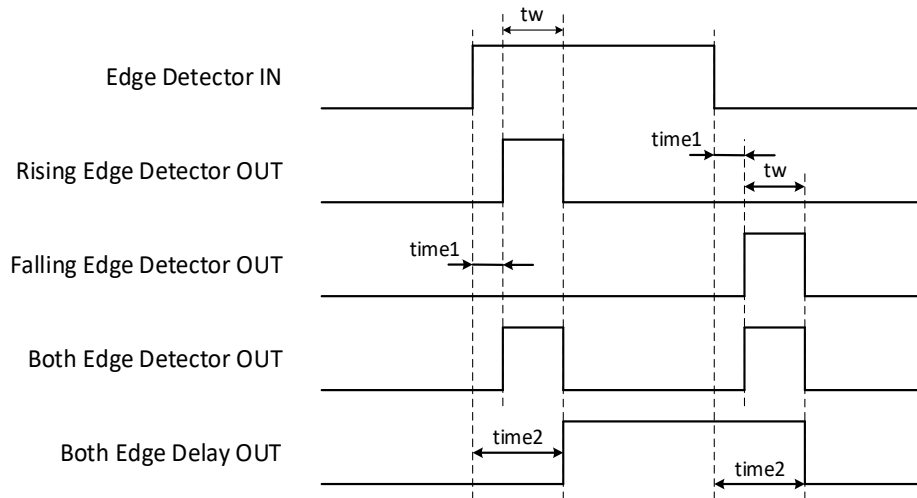 tw
Edge Detector IN
time1
Rising Edge Detector OUT
tw
time1
Falling Edge Detector OUT
Both Edge Detector OUT
Both Edge Delay OUT
time2
time2